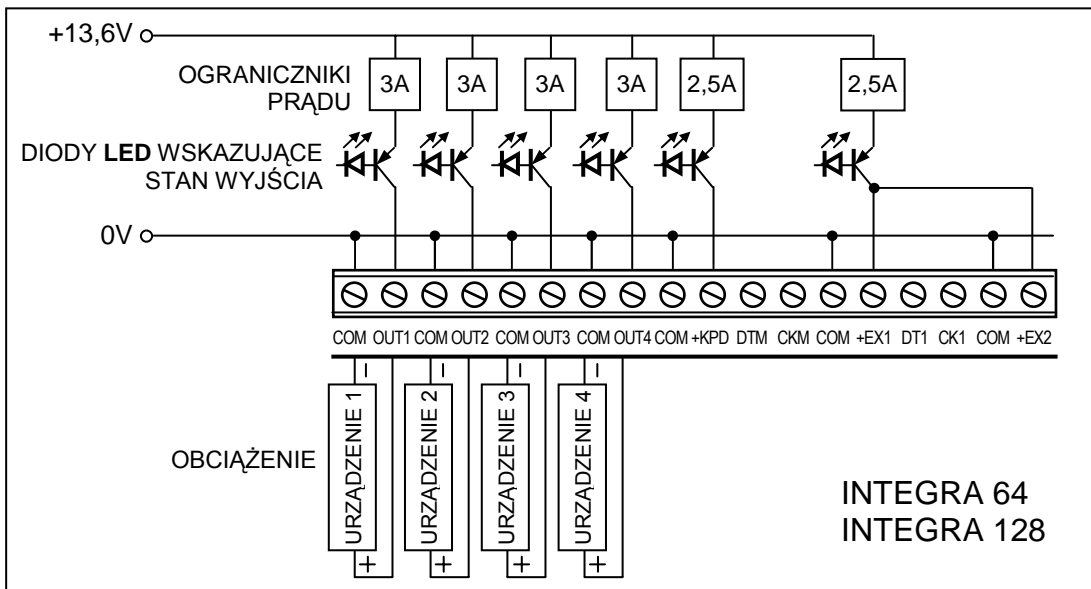 +13,6V
OGRANICZNIKI
PRĄDU
3A 3A 3A 3A 2,5A 2,5A
DIODY LED WSKAZUJĄCE
STAN WYJŚCIA
0V
COM OUT1 COM OUT2 COM OUT3 COM OUT4 COM +KPD DTM CKM COM +EX1 DT1 CK1 COM +EX2
- - - -
URZĄDZENIE 1
URZĄDZENIE 2
URZĄDZENIE 3
URZĄDZENIE 4
+ + + +
OBCIĄŻENIE
INTEGRA 64
INTEGRA 128